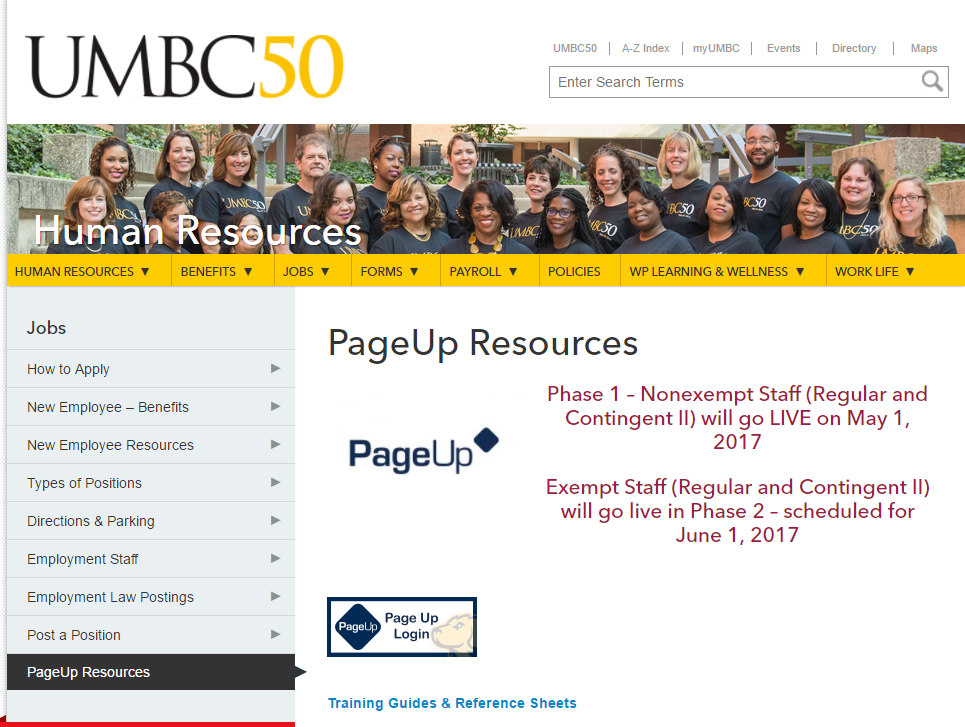 UMBC50
UMBC50 | A-Z Index | myUMBC | Events | Directory | Maps
Enter Search Terms
UMBC50
BC50
BC50
Human Resources
HUMAN RESOURCES ▼ BENEFITS ▼ JOBS ▼ FORMS ▼ PAYROLL ▼ POLICIES WP LEARNING & WELLNESS ▼ WORK LIFE ▼
Jobs
How to Apply
New Employee – Benefits
New Employee Resources
Types of Positions
Directions & Parking
Employment Staff
Employment Law Postings
Post a Position
PageUp Resources
PageUp Resources
PageUp
Phase 1 – Nonexempt Staff (Regular and
Contingent II) will go LIVE on May 1,
2017
Exempt Staff (Regular and Contingent II)
will go live in Phase 2 – scheduled for
June 1, 2017
PageUp
Page Up
Login
Training Guides & Reference Sheets